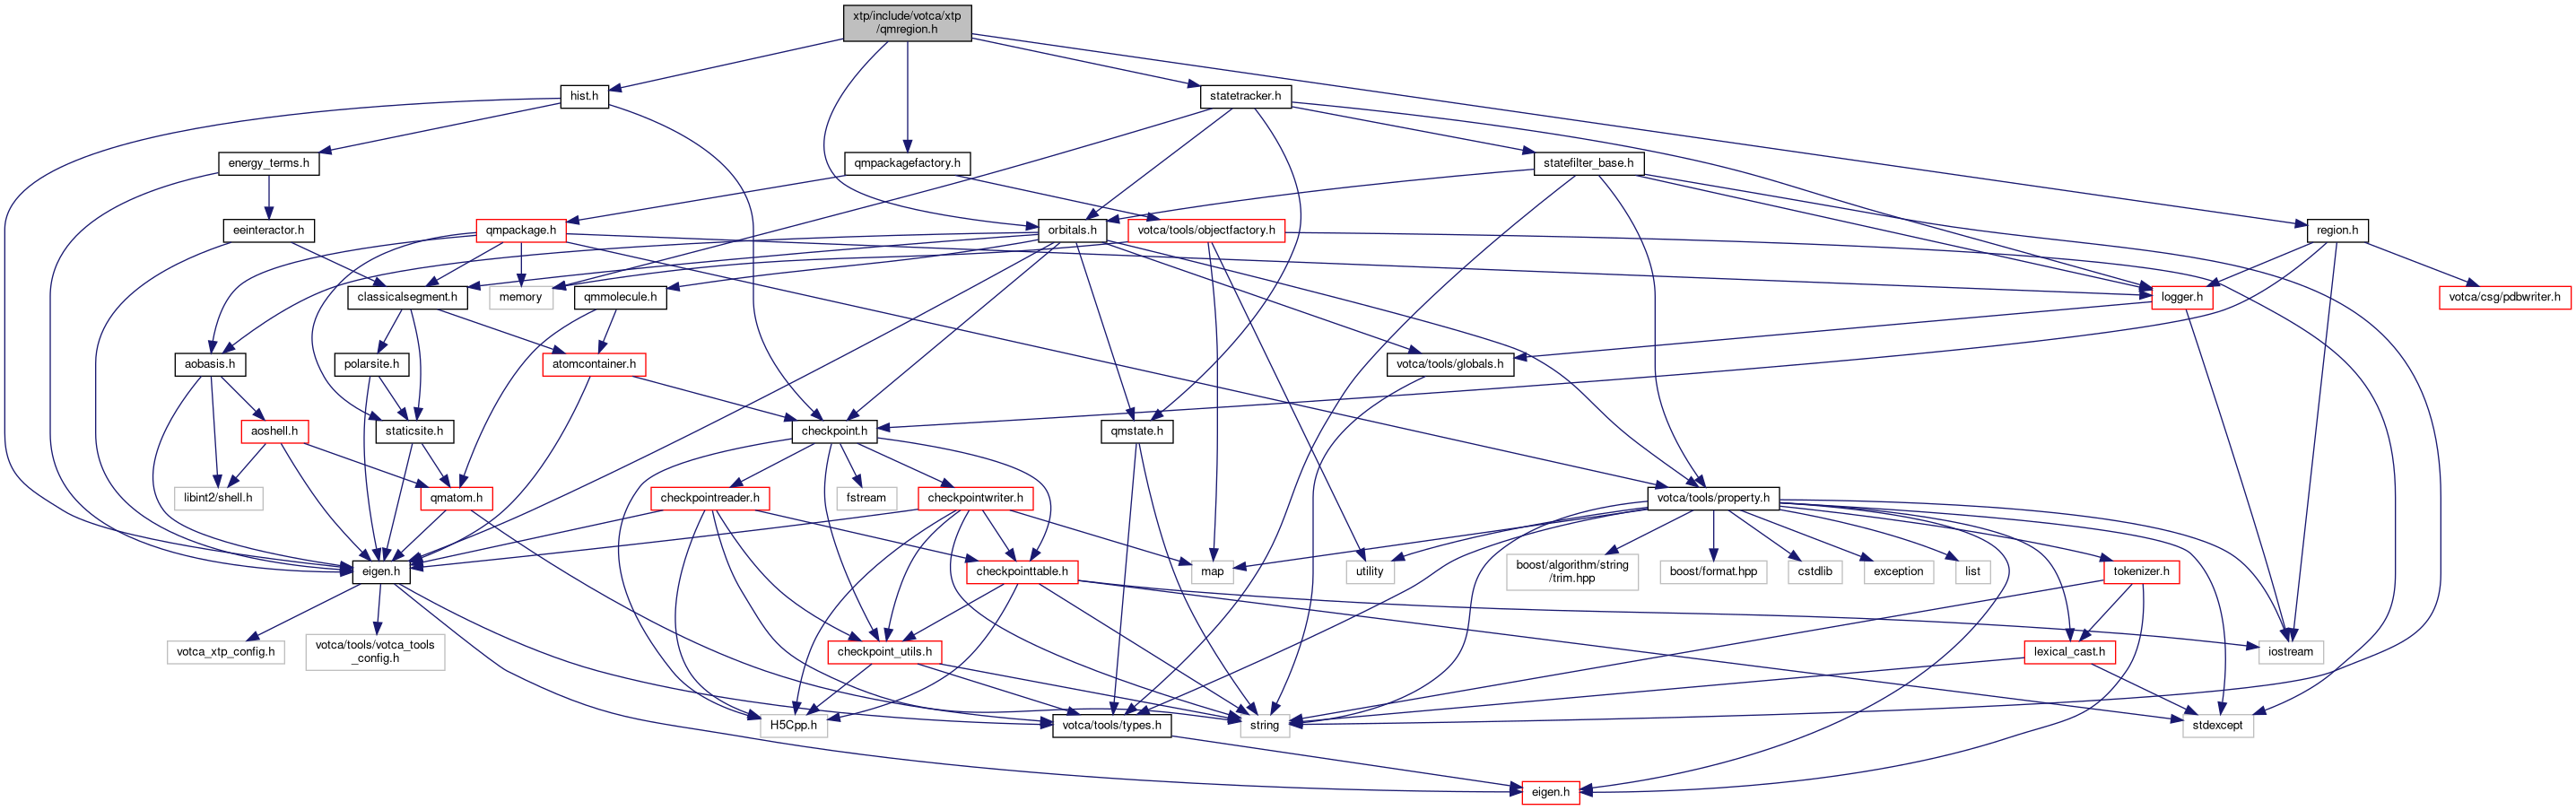 xtp/include/votca/xtp
/qmregion.h
hist.h
statetracker.h
energy_terms.h
qmpackagefactory.h
statefilter_base.h
eeinteractor.h
qmpackage.h
orbitals.h
votca/tools/objectfactory.h
region.h
classicalsegment.h
memory
qmmolecule.h
logger.h
votca/csg/pdbwriter.h
aobasis.h
polarsite.h
atomcontainer.h
votca/tools/globals.h
aoshell.h
staticsite.h
checkpoint.h
qmstate.h
libint2/shell.h
qmatom.h
checkpointreader.h
fstream
checkpointwriter.h
votca/tools/property.h
eigen.h
checkpointtable.h
map
utility
boost/algorithm/string
/trim.hpp
boost/format.hpp
cstdlib
exception
list
tokenizer.h
votca_xtp_config.h
votca/tools/votca_tools
_config.h
checkpoint_utils.h
lexical_cast.h
iostream
H5Cpp.h
votca/tools/types.h
string
stdexcept
eigen.h